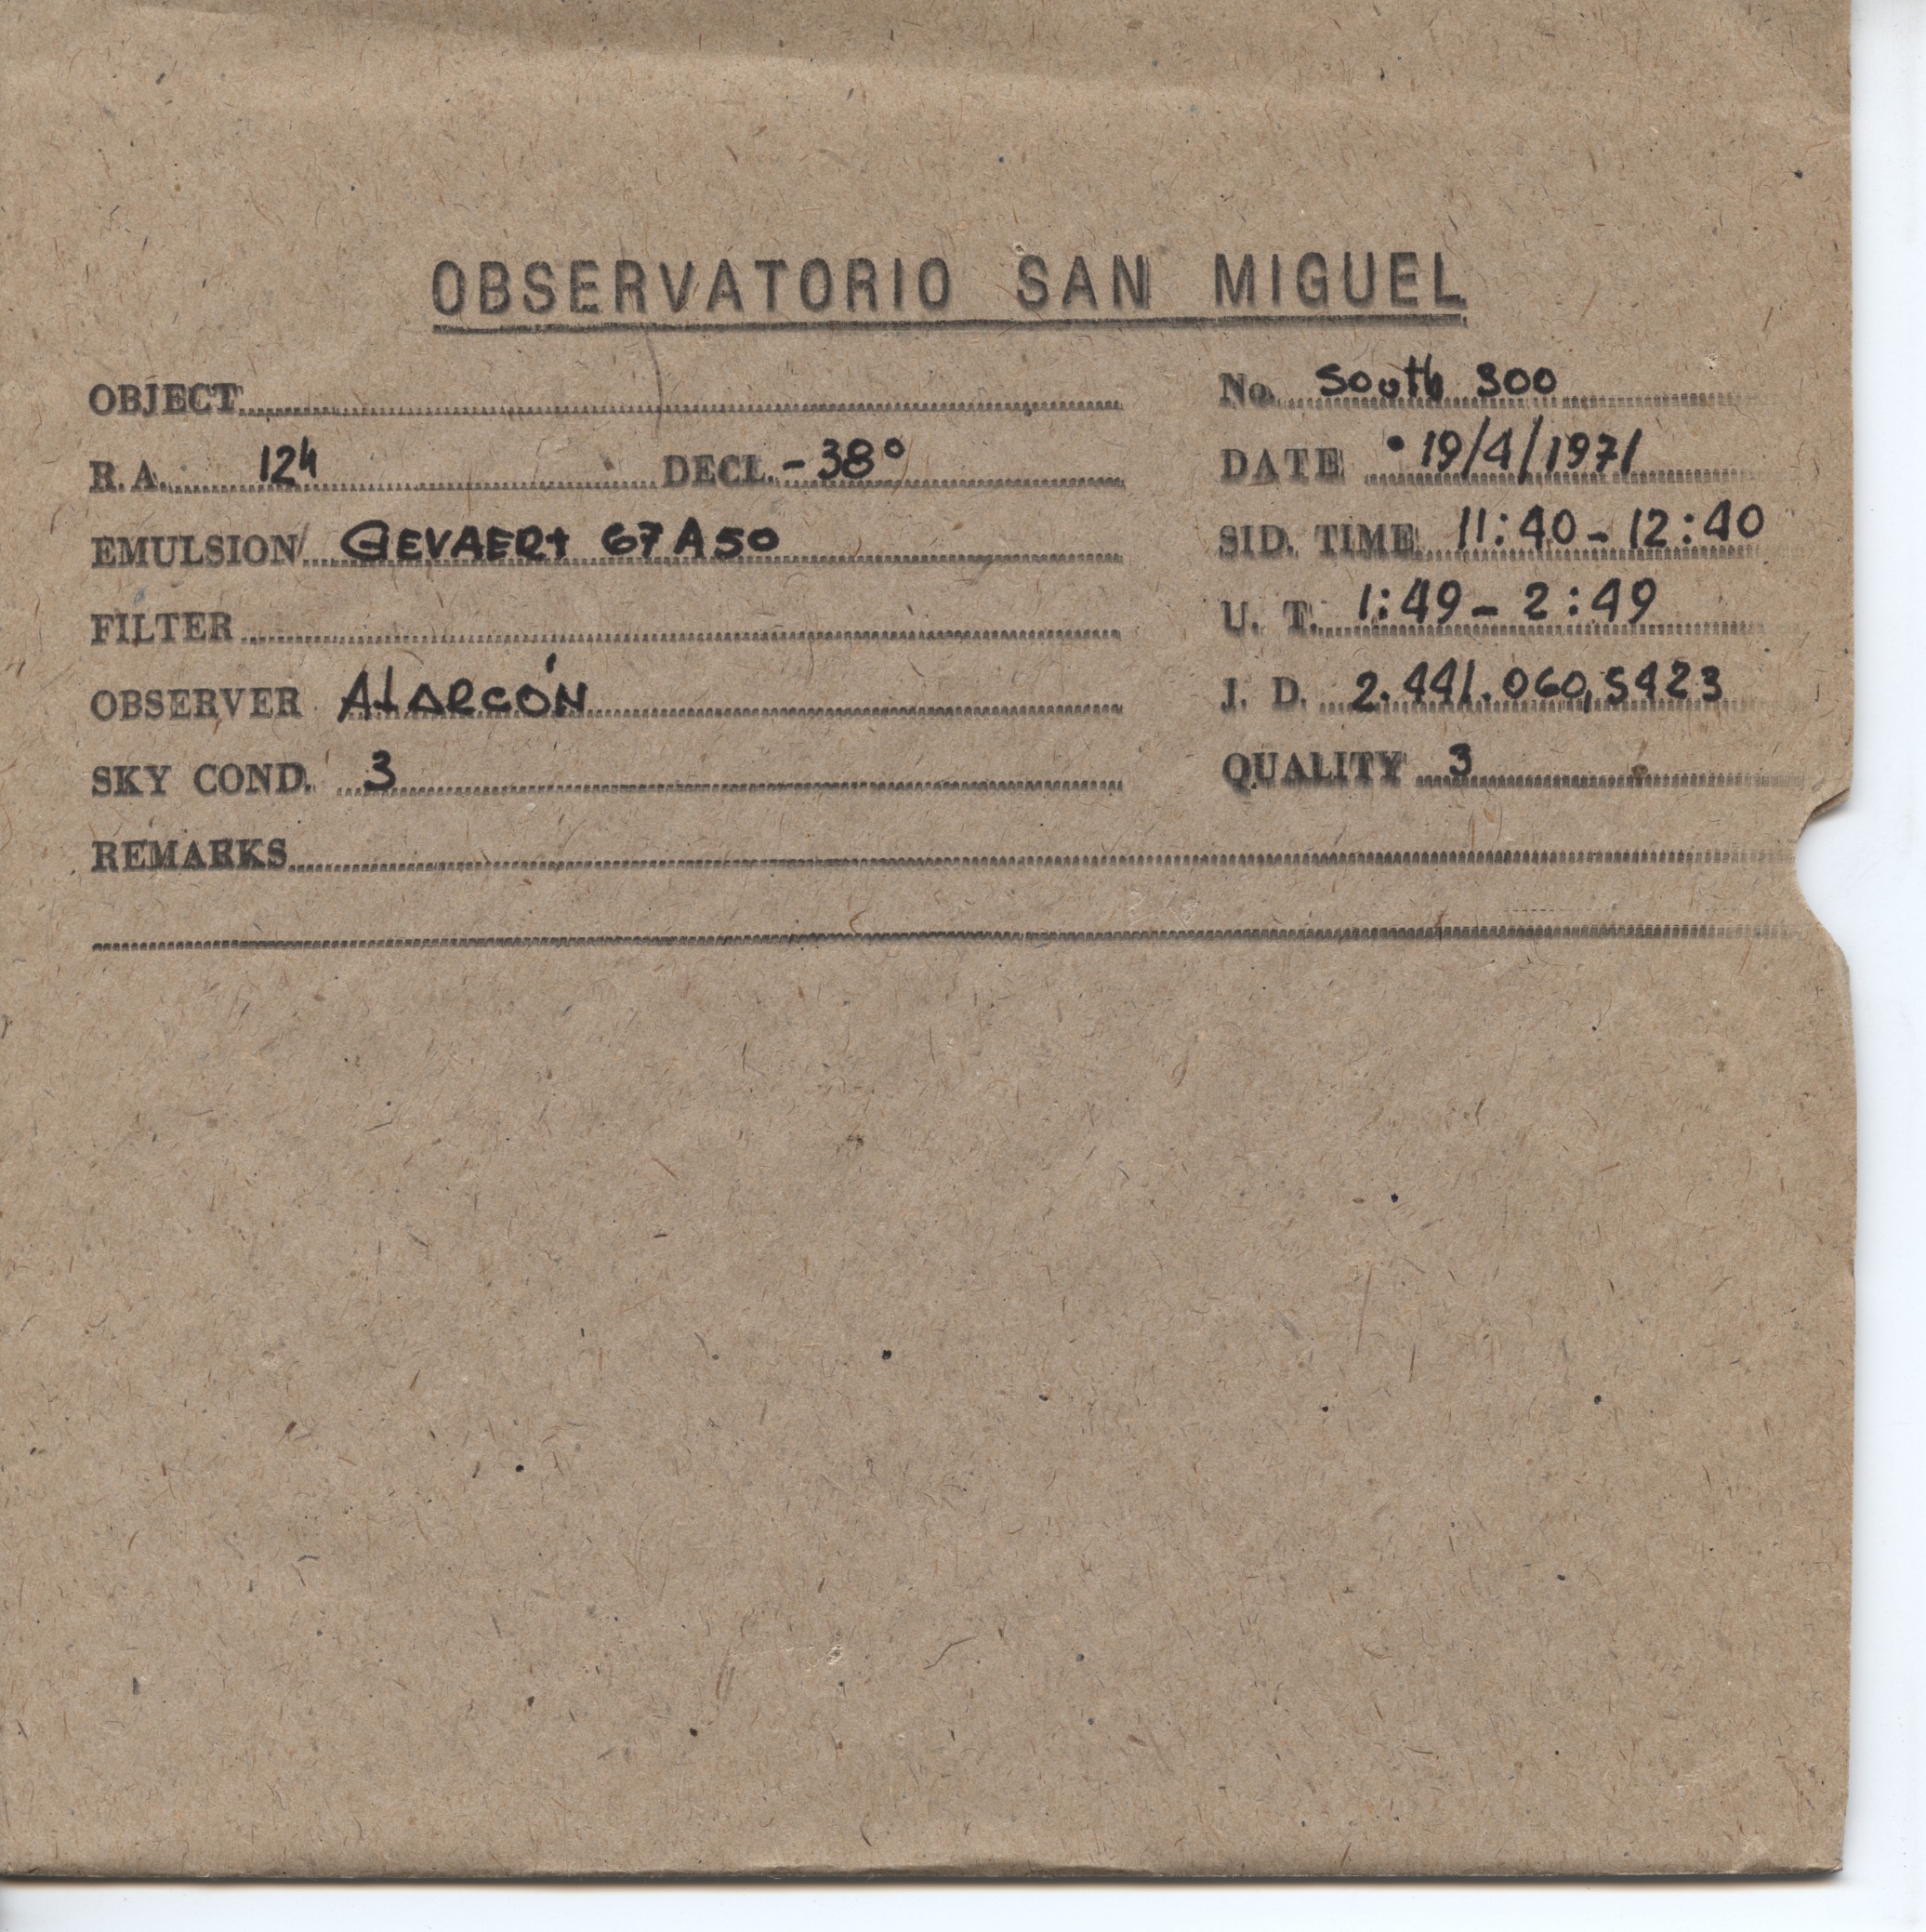 OBSERVATORIO SAN MIGUEL
OBJECT No. South 300
R.A. 12h DECL. -38° DATE 19/4/1971
EMULSION GEVAERt 67A50 SID. TIME 11:40-12:40
FILTER U. T. 1:49-2:49
OBSERVER AlARCÓN J. D. 2.441.060,5423
SKY COND. 3 QUALITY 3
REMARKS